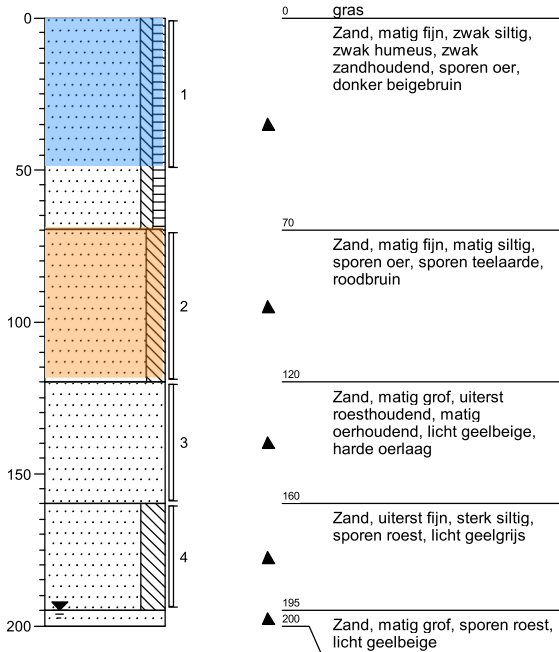 0
50
100
150
200
1
2
3
4
0
gras
Zand, matig fijn, zwak siltig,
zwak humeus, zwak
zandhoudend, sporen oer,
donker beigebruin
70
Zand, matig fijn, matig siltig,
sporen oer, sporen teelaarde,
roodbruin
120
Zand, matig grof, uiterst
roesthoudend, matig
oerhoudend, licht geelbeige,
harde oerlaag
160
Zand, uiterst fijn, sterk siltig,
sporen roest, licht geelgrijs
195
200
Zand, matig grof, sporen roest,
licht geelbeige